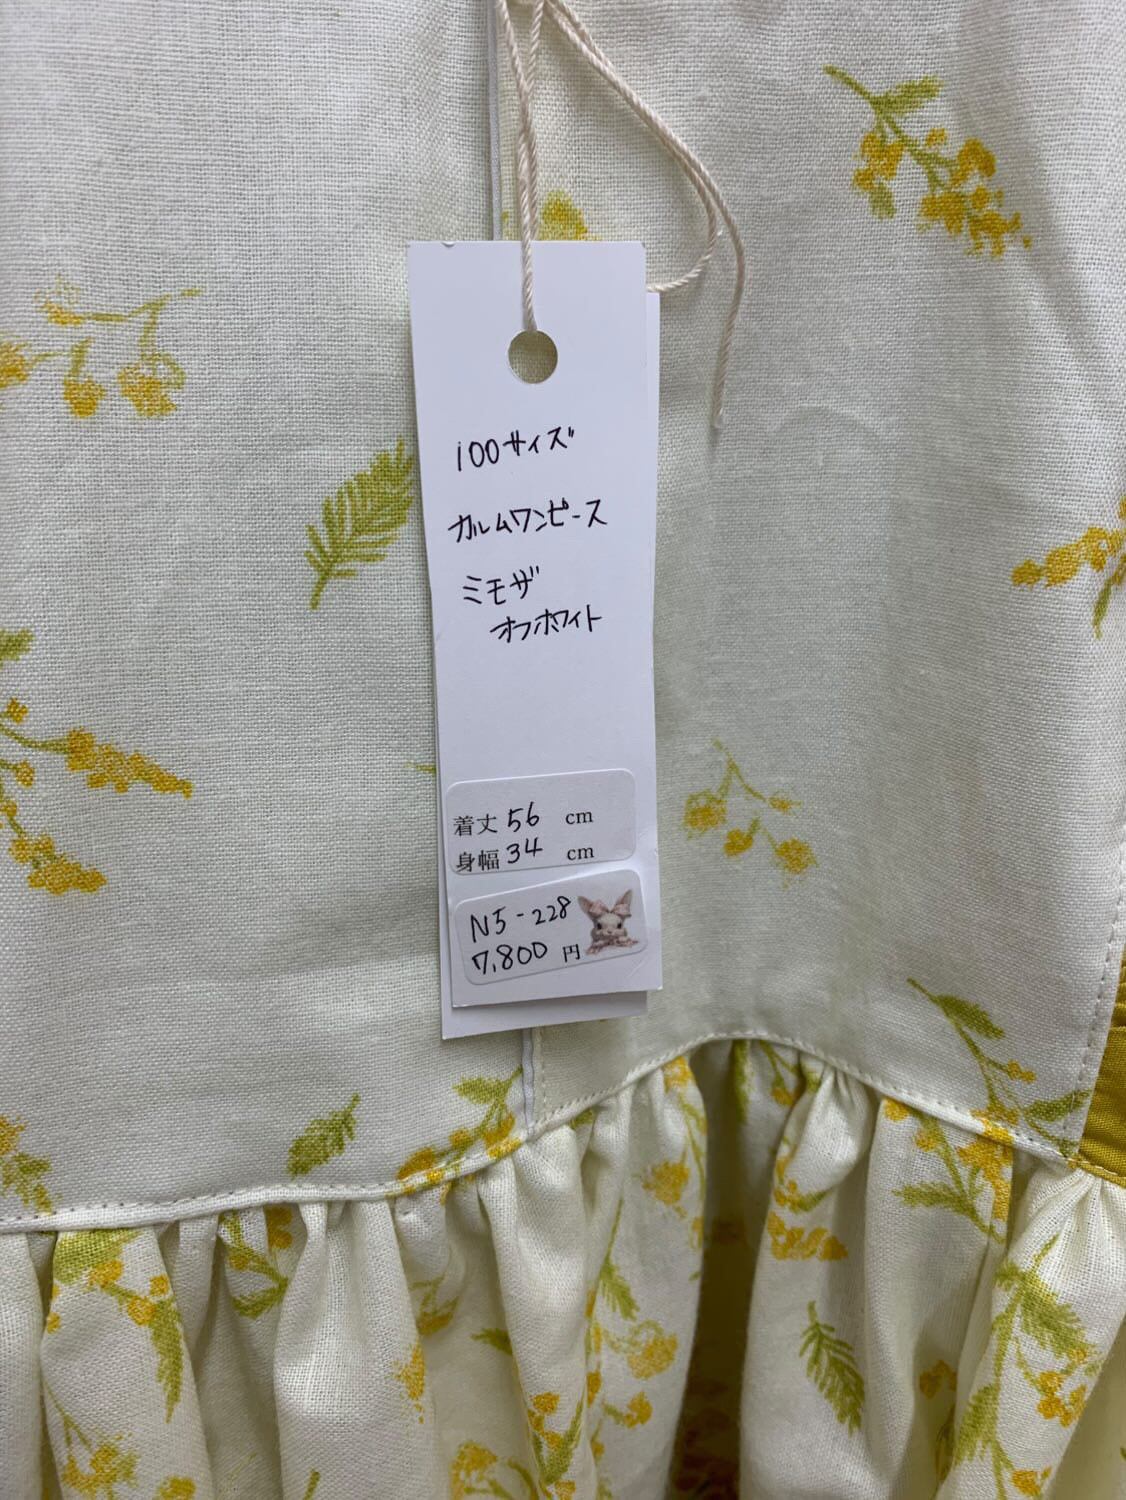 100サイズ
カルムワンピース
ミモザ
オフホワイト
着丈 56 cm
身幅 34 cm
N5-228
7,800 円